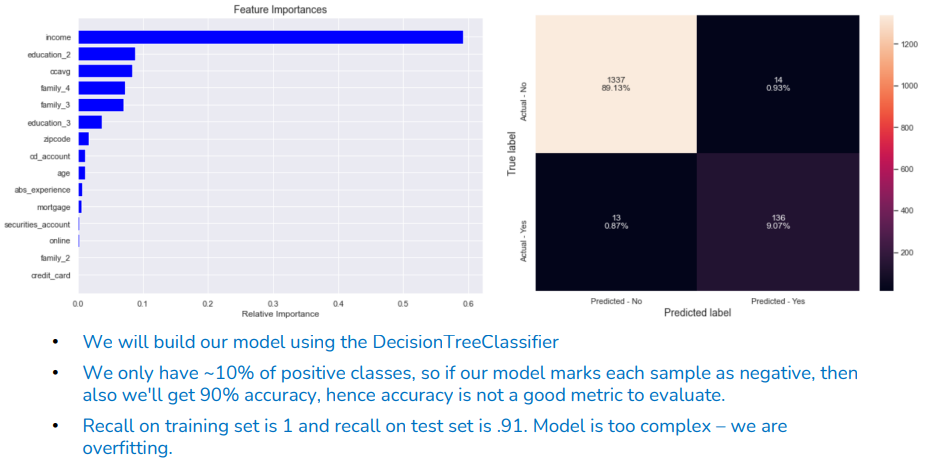 Feature Importances
income
education_2
ccavg
family_4
family_3
education_3
zipcode
cd_account
age
abs_experience
mortgage
securities_account
online
family_2
credit_card
0.0 0.1 0.2 0.3 0.4 0.5 0.6
Relative Importance
True label
Actual - No
Actual - Yes
1337
89.13%
14
0.93%
13
0.87%
136
9.07%
Predicted - No Predicted - Yes
Predicted label
1200
1000
800
600
400
200
• We will build our model using the DecisionTreeClassifier
• We only have ~10% of positive classes, so if our model marks each sample as negative, then
also we'll get 90% accuracy, hence accuracy is not a good metric to evaluate.
• Recall on training set is 1 and recall on test set is .91. Model is too complex – we are
overfitting.